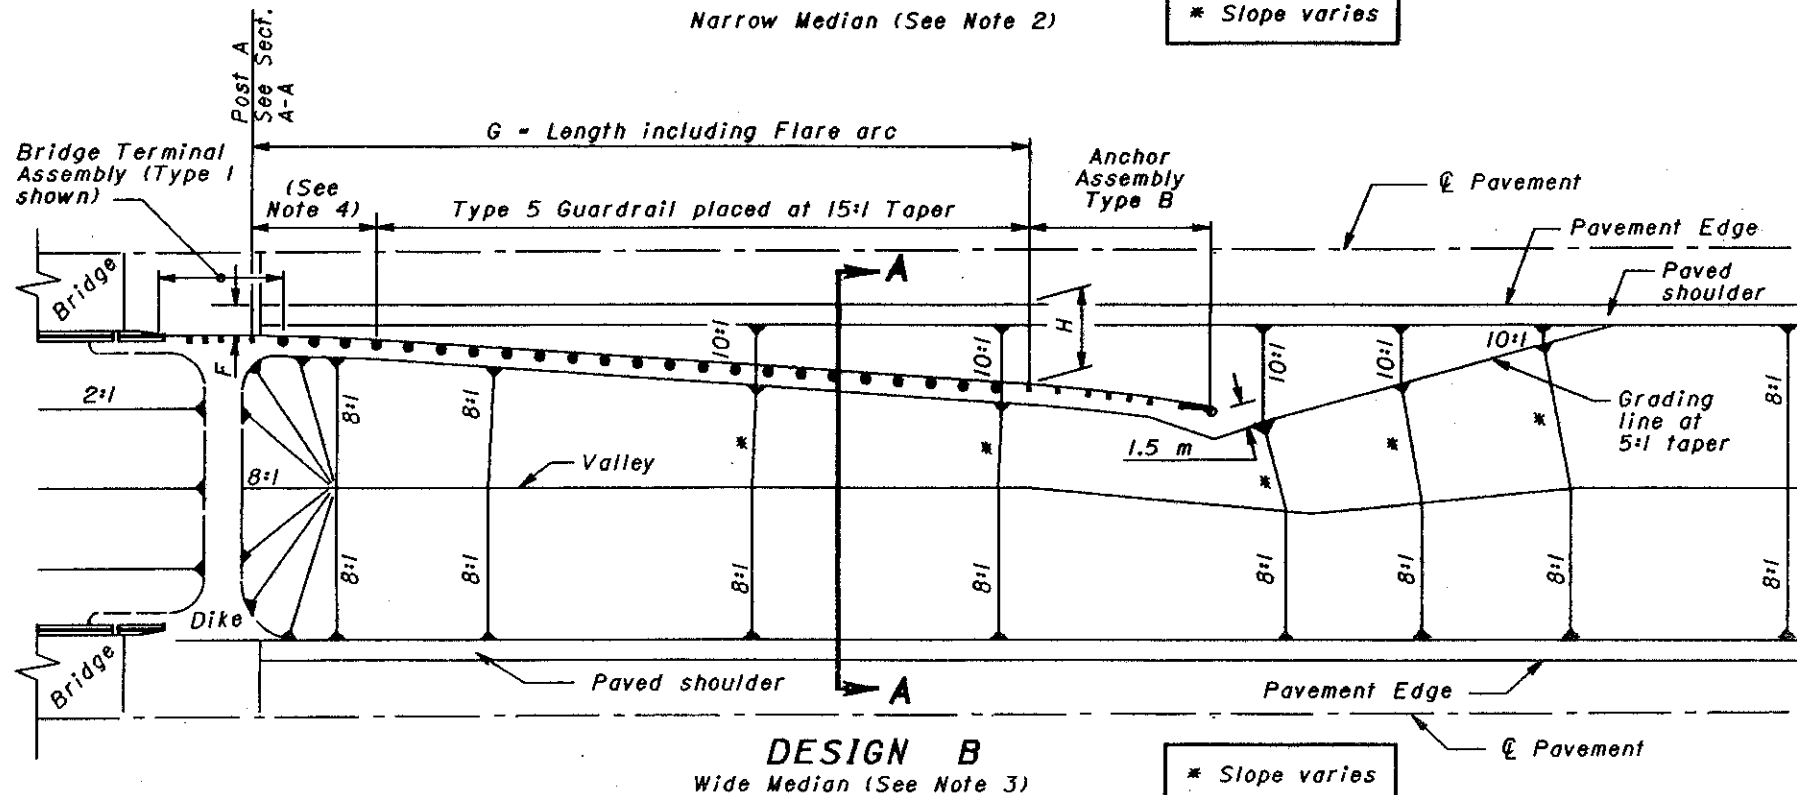 Narrow Median (See Note 2)
* Slope varies
Post A
See Sect.
A-A
G = Length including Flare arc
Bridge Terminal
Assembly (Type 1
shown)
(See
Note 4)
Type 5 Guardrail placed at 15:1 Taper
Anchor
Assembly
Type B
℄ Pavement
Pavement Edge
Paved
shoulder
Bridge
A
F
H
10:1
10:1
10:1
10:1
10:1
2:1
8:1
8:1
8:1
Grading
line at
5:1 taper
*
*
*
*
*
1.5 m
Valley
8:1
8:1
8:1
8:1
8:1
8:1
8:1
8:1
8:1
Dike
Bridge
Paved shoulder
A
Pavement Edge
℄ Pavement
DESIGN B
Wide Median (See Note 3)
* Slope varies